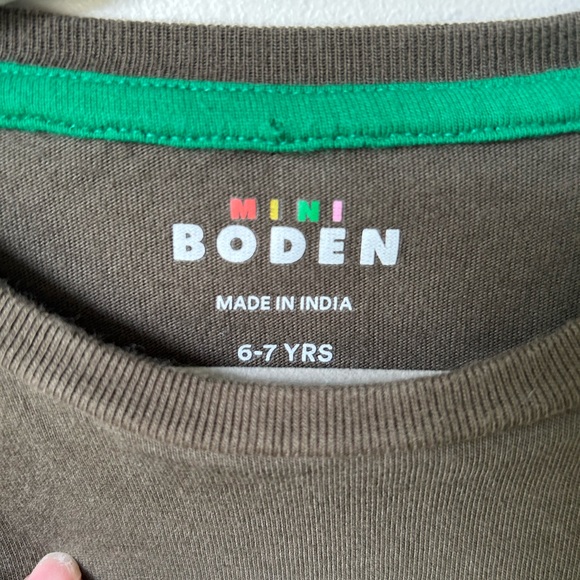 MINI
BODEN
MADE IN INDIA
6-7 YRS